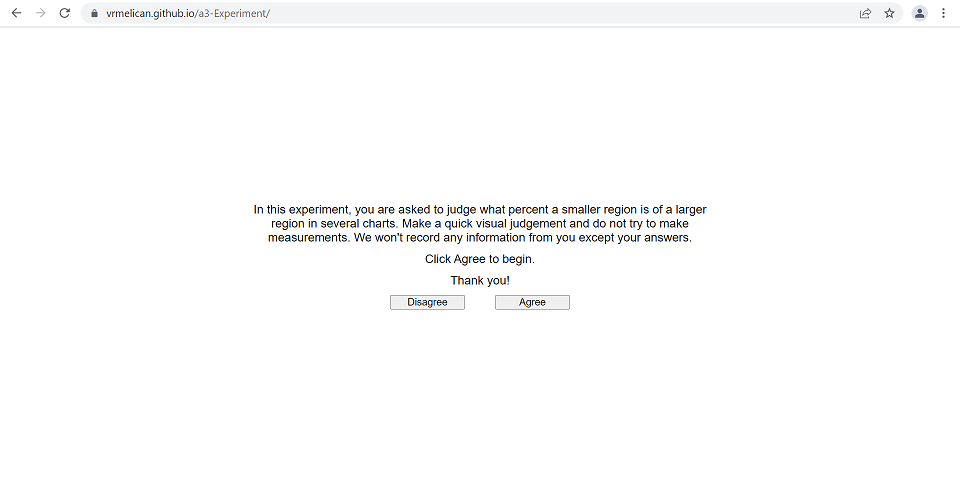 vrmelican.github.io/a3-Experiment/
In this experiment, you are asked to judge what percent a smaller region is of a larger
region in several charts. Make a quick visual judgement and do not try to make
measurements. We won't record any information from you except your answers.
Click Agree to begin.
Thank you!
Disagree Agree